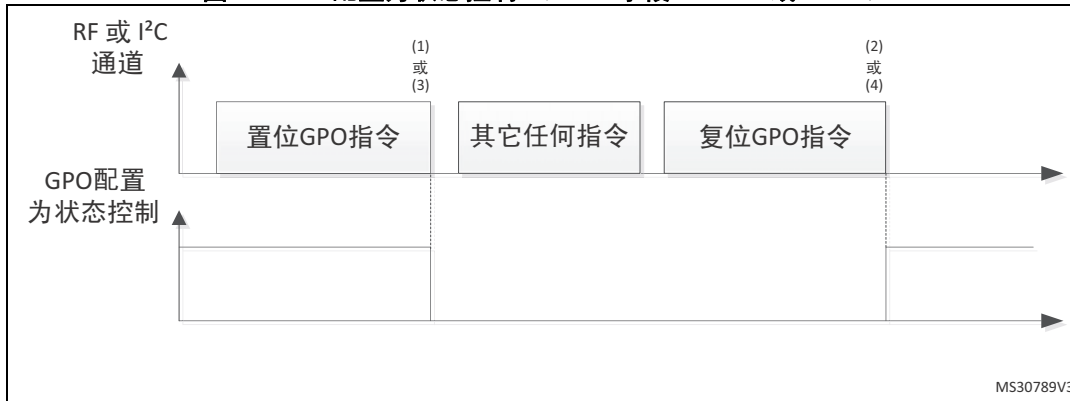 RF 或 I²C
通道
(1)
或
(3)
(2)
或
(4)
置位GPO指令
其它任何指令
复位GPO指令
GPO配置
为状态控制
MS30789V3